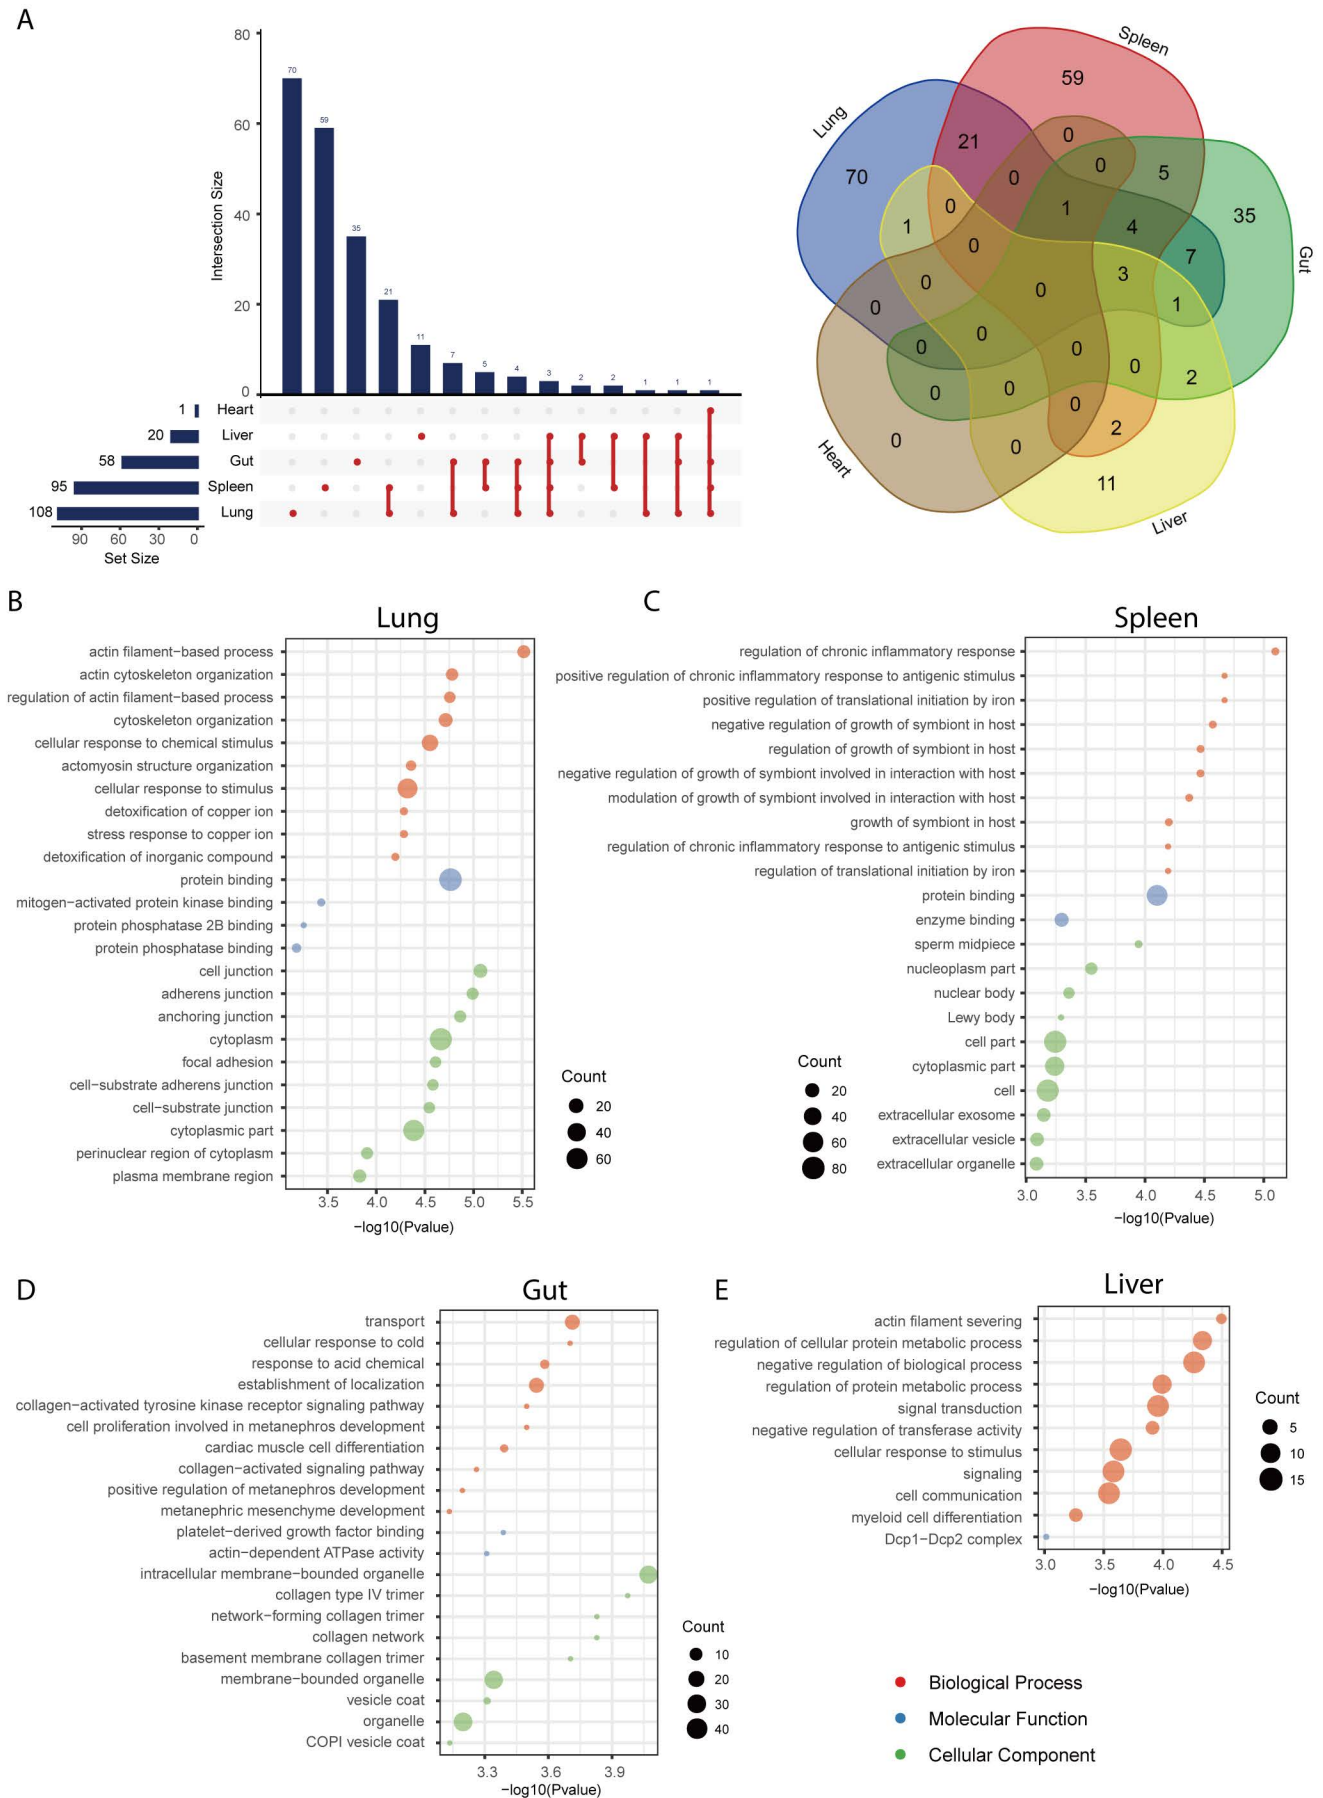 A
80
60
40
20
0
Intersection Size
70
59
35
21
11
7
5
4
3
2
2
1
1
1
1 Heart
20 Liver
58 Gut
95 Spleen
108 Lung
90 60 30 0
Set Size
Spleen
Lung
Gut
Heart
Liver
59
0
21
0
5
70
0
35
0
1
1
4
0
7
3
0
0
1
0
0
0
0
0
0
2
0
0
0
2
0
0
11
B
Lung
actin filament−based process
actin cytoskeleton organization
regulation of actin filament−based process
cytoskeleton organization
cellular response to chemical stimulus
actomyosin structure organization
cellular response to stimulus
detoxification of copper ion
stress response to copper ion
detoxification of inorganic compound
protein binding
mitogen−activated protein kinase binding
protein phosphatase 2B binding
protein phosphatase binding
cell junction
adherens junction
anchoring junction
cytoplasm
focal adhesion
cell−substrate adherens junction
cell−substrate junction
cytoplasmic part
perinuclear region of cytoplasm
plasma membrane region
3.5 4.0 4.5 5.0 5.5
−log10(Pvalue)
Count
20
40
60
C
Spleen
regulation of chronic inflammatory response
positive regulation of chronic inflammatory response to antigenic stimulus
positive regulation of translational initiation by iron
negative regulation of growth of symbiont in host
regulation of growth of symbiont in host
negative regulation of growth of symbiont involved in interaction with host
modulation of growth of symbiont involved in interaction with host
growth of symbiont in host
regulation of chronic inflammatory response to antigenic stimulus
regulation of translational initiation by iron
protein binding
enzyme binding
sperm midpiece
nucleoplasm part
nuclear body
Lewy body
cell part
cytoplasmic part
cell
extracellular exosome
extracellular vesicle
extracellular organelle
3.0 3.5 4.0 4.5 5.0
−log10(Pvalue)
Count
20
40
60
80
D
Gut
transport
cellular response to cold
response to acid chemical
establishment of localization
collagen−activated tyrosine kinase receptor signaling pathway
cell proliferation involved in metanephros development
cardiac muscle cell differentiation
collagen−activated signaling pathway
positive regulation of metanephros development
metanephric mesenchyme development
platelet−derived growth factor binding
actin−dependent ATPase activity
intracellular membrane−bounded organelle
collagen type IV trimer
network−forming collagen trimer
collagen network
basement membrane collagen trimer
membrane−bounded organelle
vesicle coat
organelle
COPI vesicle coat
3.3 3.6 3.9
−log10(Pvalue)
Count
10
20
30
40
E
Liver
actin filament severing
regulation of cellular protein metabolic process
negative regulation of biological process
regulation of protein metabolic process
signal transduction
negative regulation of transferase activity
cellular response to stimulus
signaling
cell communication
myeloid cell differentiation
Dcp1−Dcp2 complex
3.0 3.5 4.0 4.5
−log10(Pvalue)
Count
5
10
15
Biological Process
Molecular Function
Cellular Component